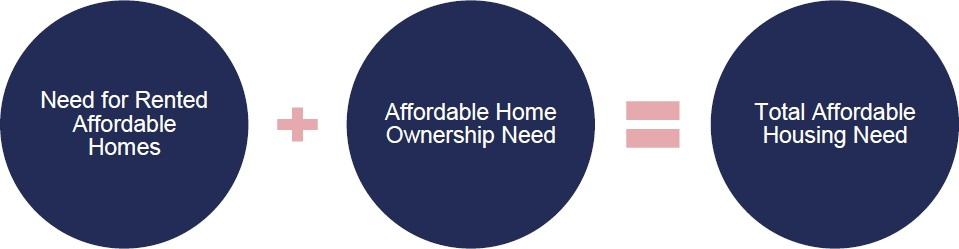 Need for Rented
Affordable
Homes
+
Affordable Home
Ownership Need
=
Total Affordable
Housing Need